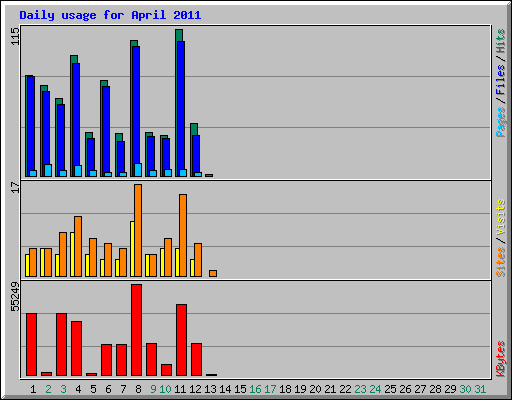 Daily usage for April 2011
115
Pages / Files / Hits
17
Sites / Visits
55249
KBytes
1 2 3 4 5 6 7 8 9 10 11 12 13 14 15 16 17 18 19 20 21 22 23 24 25 26 27 28 29 30 31